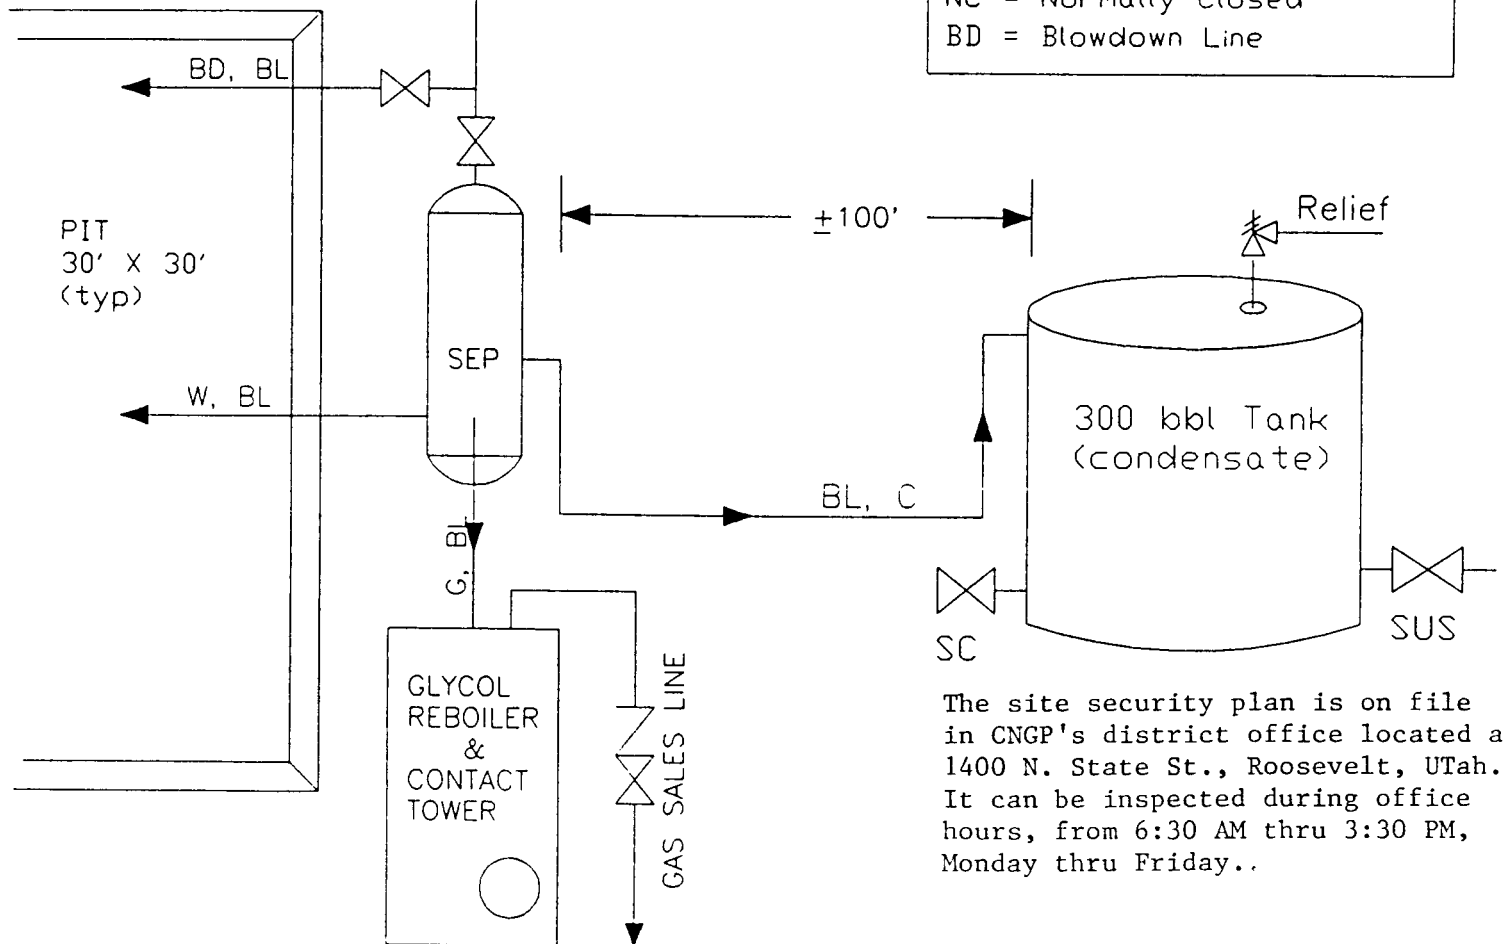 NC = Normally Closed
BD = Blowdown Line
BD, BL
PIT
30' X 30'
(typ)
±100'
Relief
SEP
W, BL
300 bbl Tank
(condensate)
BL, C
G, BL
SC
SUS
GLYCOL
REBOILER
&
CONTACT
TOWER
GAS SALES LINE
The site security plan is on file
in CNGP's district office located a
1400 N. State St., Roosevelt, UTah.
It can be inspected during office
hours, from 6:30 AM thru 3:30 PM,
Monday thru Friday..